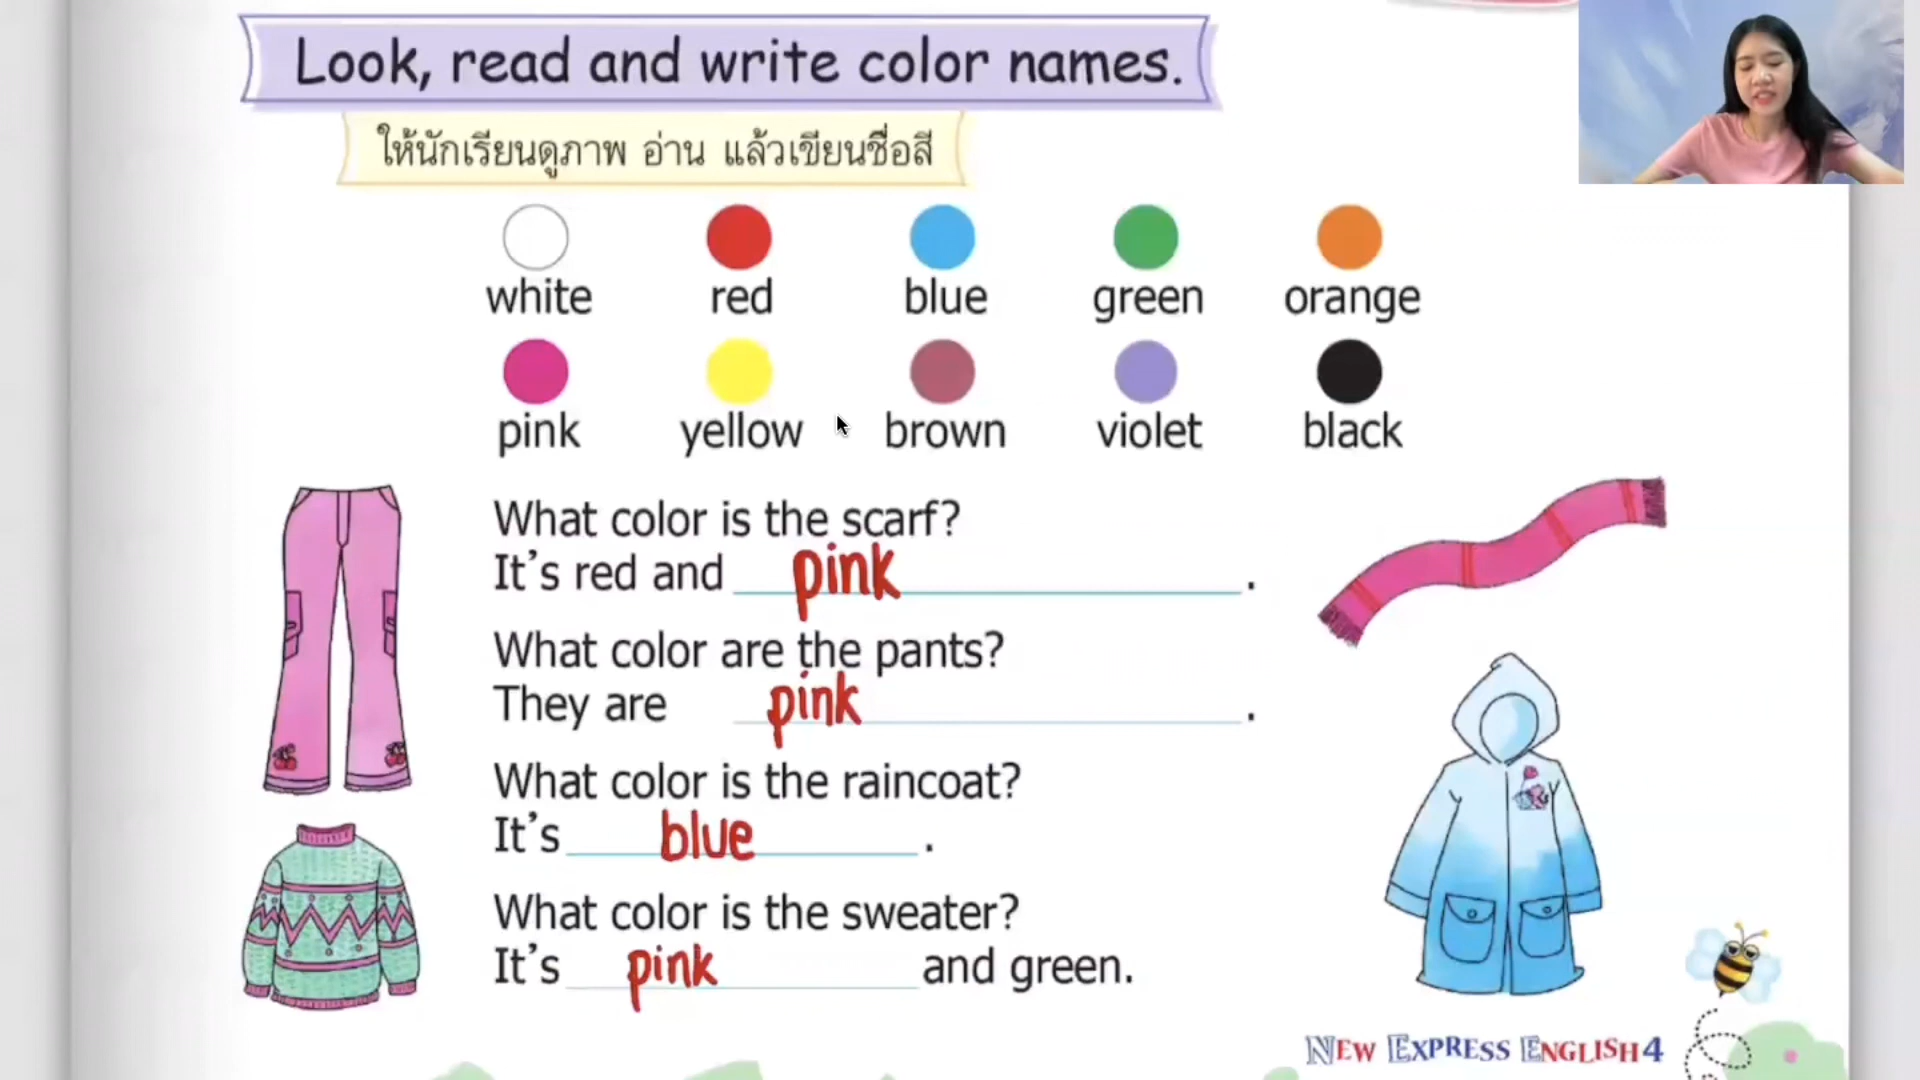 Look, read and write color names.
ให้นักเรียนดูภาพ อ่าน แล้วเขียนชื่อสี
white red blue green orange
pink yellow brown violet black
What color is the scarf?
It's red and pink.
What color are the pants?
They are pink.
What color is the raincoat?
It's blue.
What color is the sweater?
It's pink and green.
NEW EXPRESS ENGLISH 4